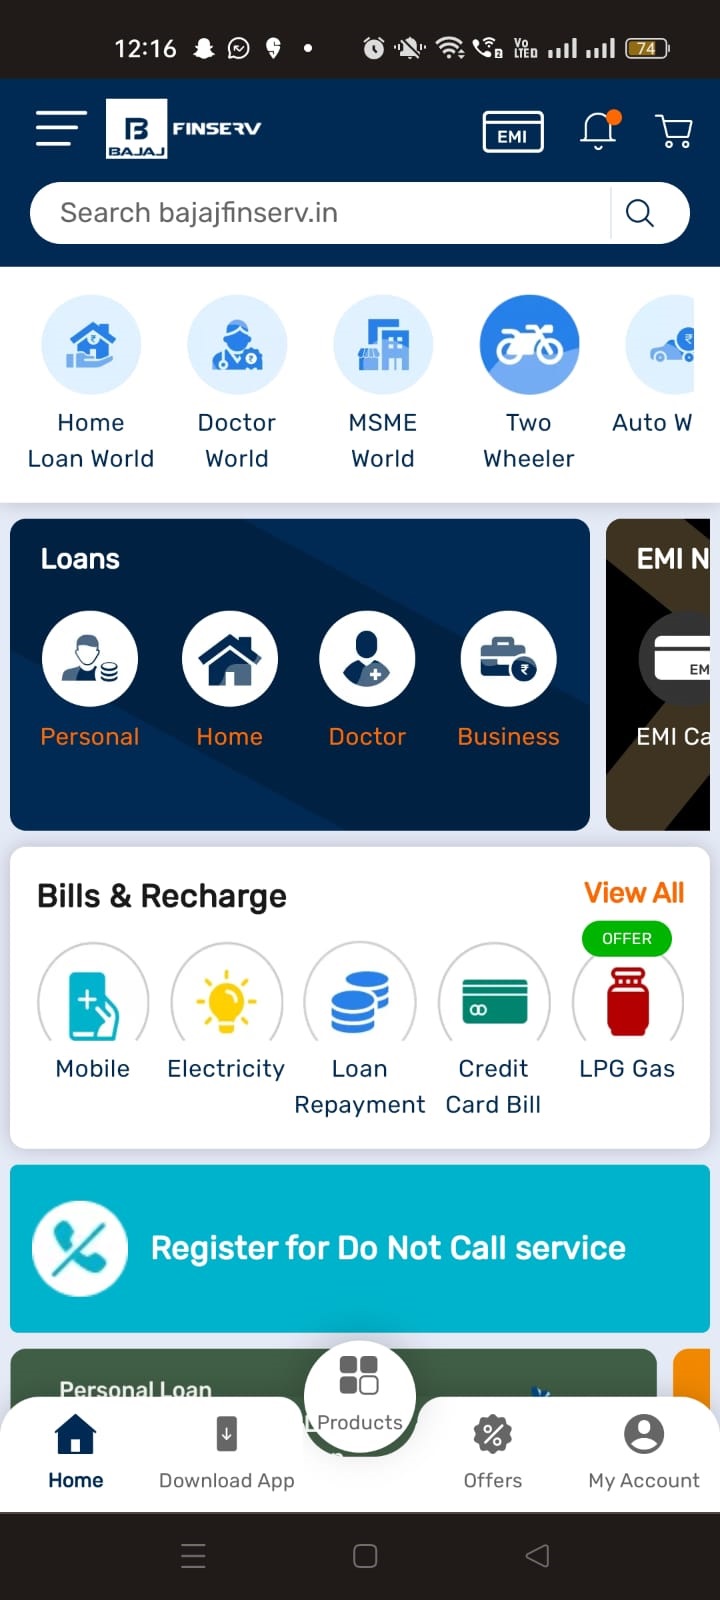 12:16
Vo
LTED
74
B
BAJAJ
FINSERV
EMI
Search bajajfinserv.in
Home
Loan World
Doctor
World
MSME
World
Two
Wheeler
Auto W
Loans
EMI N
Personal
Home
Doctor
Business
EM
EMI Ca
Bills & Recharge
View All
OFFER
Mobile
Electricity
Loan
Repayment
Credit
Card Bill
LPG Gas
Register for Do Not Call service
Personal Loan
Products
Home
Download App
Offers
My Account